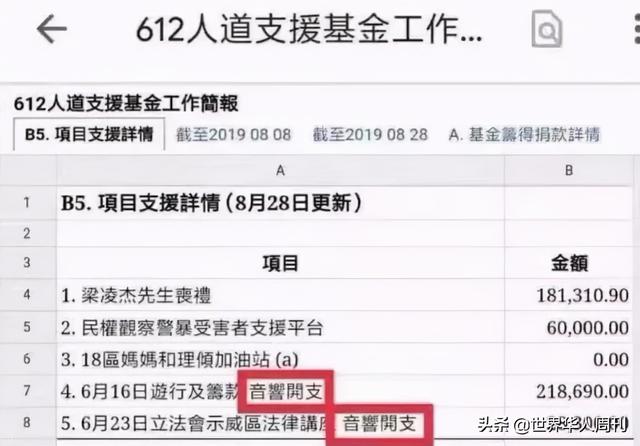 612人道支援基金工作...
612人道支援基金工作簡報
B5. 項目支援詳情 截至2019 08 08 截至2019 08 28 A. 基金籌得捐款詳情
A B
1 B5. 項目支援詳情(8月28日更新)
2
3 項目 金額
4 1. 梁凌杰先生喪禮 181,310.90
5 2. 民權觀察警暴受害者支援平台 60,000.00
6 3. 18區媽媽和理傾加油站 (a) 0.00
7 4. 6月16日遊行及籌款 音響開支 218,690.00
8 5. 6月23日立法會示威區法律講座 音響開支
头条 @世界华人周刊